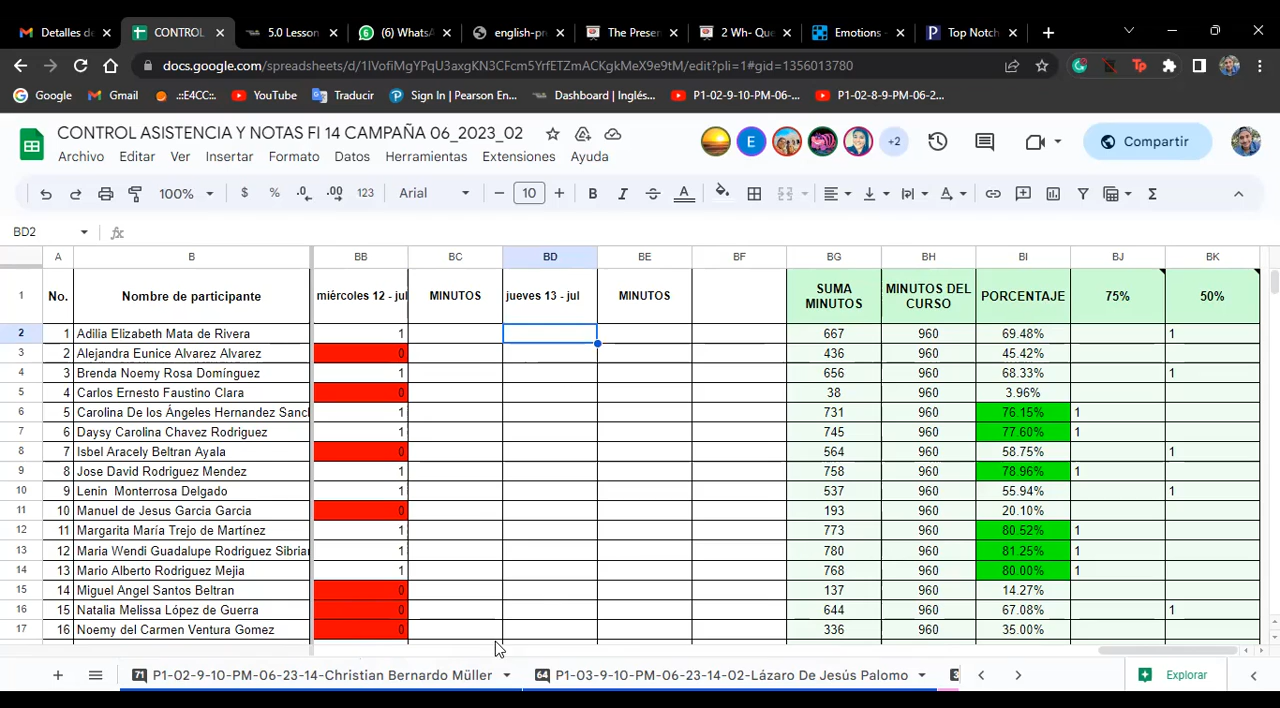 Detalles de CONTROL 5.0 Lesson (6) WhatsA english-pr The Presen 2 Wh- Que Emotions - Top Notch
docs.google.com/spreadsheets/d/1IVofiMqYPqU3axgKN3CFcm5YrfETZmACKgkMeX9e9tM/edit?pli=1#gid=1356013780
Google Gmail .::E4CC:. YouTube Traducir Sign In | Pearson En... Dashboard | Inglés,... P1-02-9-10-PM-06-... P1-02-8-9-PM-06-2...
CONTROL ASISTENCIA Y NOTAS FI 14 CAMPAÑA 06_2023_02
E +2 Compartir
Archivo Editar Ver Insertar Formato Datos Herramientas Extensiones Ayuda
100% $ % .0 .00 123 Arial 10 B I S A
BD2 fx
A B BB BC BD BE BF BG BH BI BJ BK
1 No. Nombre de participante miércoles 12 - jul MINUTOS jueves 13 - jul MINUTOS SUMA MINUTOS MINUTOS DEL CURSO PORCENTAJE 75% 50%
2 1 Adilia Elizabeth Mata de Rivera 1 667 960 69.48% 1
3 2 Alejandra Eunice Alvarez Alvarez 0 436 960 45.42%
4 3 Brenda Noemy Rosa Domínguez 1 656 960 68.33% 1
5 4 Carlos Ernesto Faustino Clara 0 38 960 3.96%
6 5 Carolina De los Ángeles Hernandez Sancl 1 731 960 76.15% 1
7 6 Daysy Carolina Chavez Rodriguez 1 745 960 77.60% 1
8 7 Isbel Aracely Beltran Ayala 0 564 960 58.75% 1
9 8 Jose David Rodriguez Mendez 1 758 960 78.96% 1
10 9 Lenin Monterrosa Delgado 1 537 960 55.94% 1
11 10 Manuel de Jesus Garcia Garcia 0 193 960 20.10%
12 11 Margarita María Trejo de Martínez 1 773 960 80.52% 1
13 12 Maria Wendi Guadalupe Rodriguez Sibrian 1 780 960 81.25% 1
14 13 Mario Alberto Rodriguez Mejia 1 768 960 80.00% 1
15 14 Miguel Angel Santos Beltran 0 137 960 14.27%
16 15 Natalia Melissa López de Guerra 0 644 960 67.08% 1
17 16 Noemy del Carmen Ventura Gomez 0 336 960 35.00%
71 P1-02-9-10-PM-06-23-14-Christian Bernardo Müller 64 P1-03-9-10-PM-06-23-14-02-Lázaro De Jesús Palomo 3 Explorar